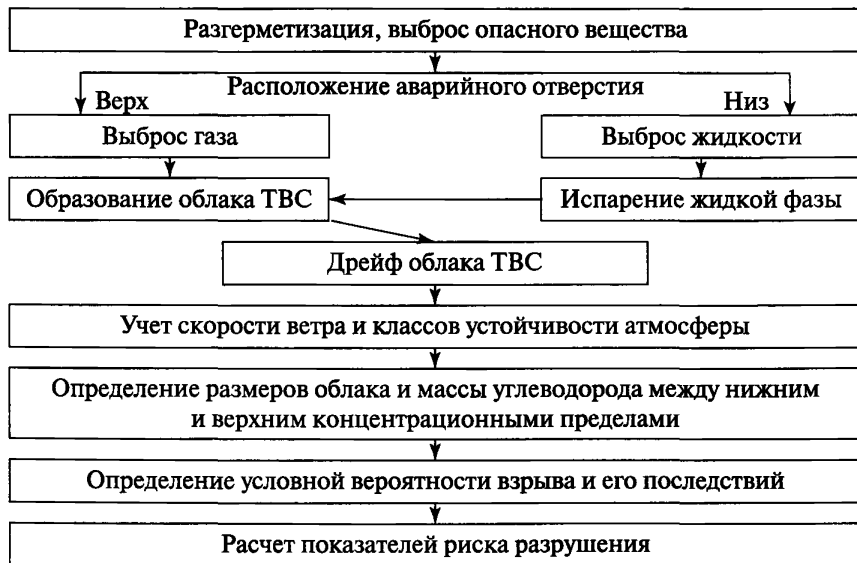 Разгерметизация, выброс опасного вещества
Расположение аварийного отверстия
Верх
Низ
Выброс газа
Выброс жидкости
Образование облака ТВС
Испарение жидкой фазы
Дрейф облака ТВС
Учет скорости ветра и классов устойчивости атмосферы
Определение размеров облака и массы углеводорода между нижним
и верхним концентрационными пределами
Определение условной вероятности взрыва и его последствий
Расчет показателей риска разрушения